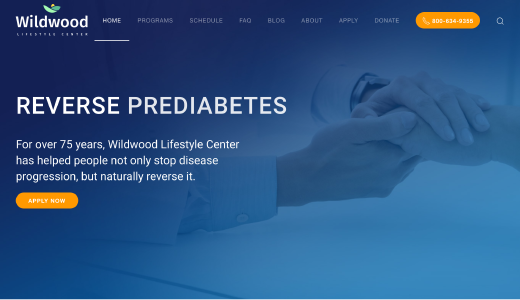 Wildwood
LIFESTYLE CENTER
HOME PROGRAMS SCHEDULE FAQ BLOG ABOUT APPLY DONATE 800-634-9355
REVERSE PREDIABETES
For over 75 years, Wildwood Lifestyle Center
has helped people not only stop disease
progression, but naturally reverse it.
APPLY NOW